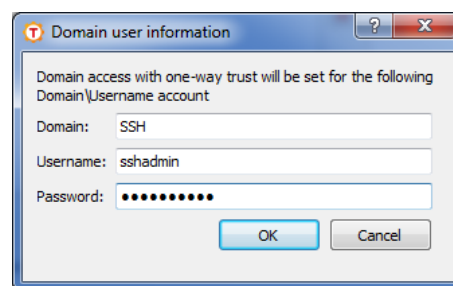 Domain user information
Domain access with one-way trust will be set for the following
Domain\Username account
Domain: SSH
Username: sshadmin
Password: ●●●●●●●●●●
OK Cancel